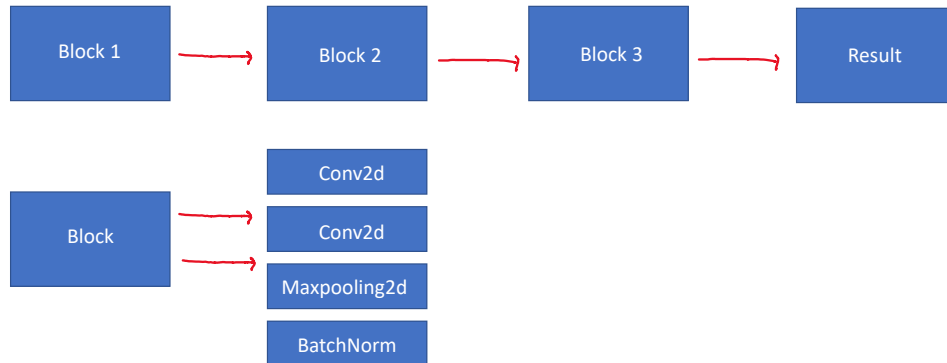 Block 1
Block 2
Block 3
Result
Block
Conv2d
Conv2d
Maxpooling2d
BatchNorm